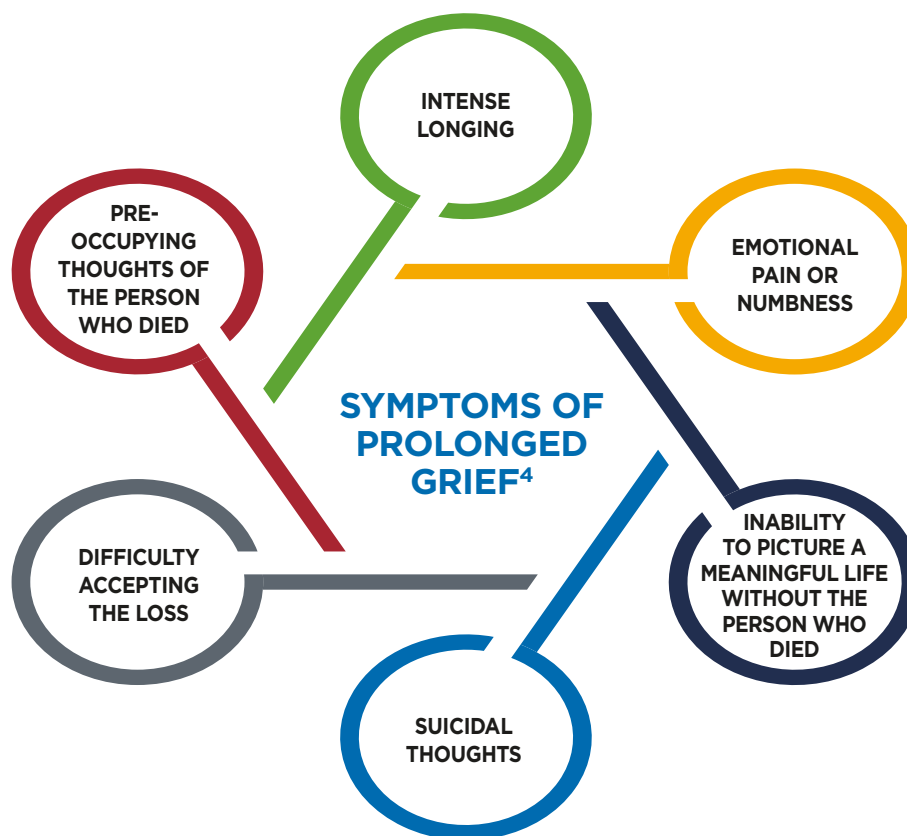 INTENSE
LONGING
PRE-
OCCUPYING
THOUGHTS OF
THE PERSON
WHO DIED
EMOTIONAL
PAIN OR
NUMBNESS
SYMPTOMS OF
PROLONGED
GRIEF⁴
DIFFICULTY
ACCEPTING
THE LOSS
INABILITY
TO PICTURE A
MEANINGFUL LIFE
WITHOUT THE
PERSON WHO
DIED
SUICIDAL
THOUGHTS